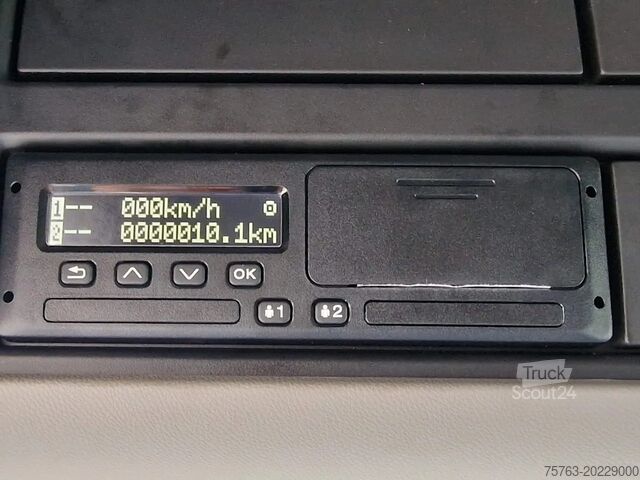 1-- 000km/h
2-- 0000010.1km
OK
1 2
Truck
Scout24
75763-20229000